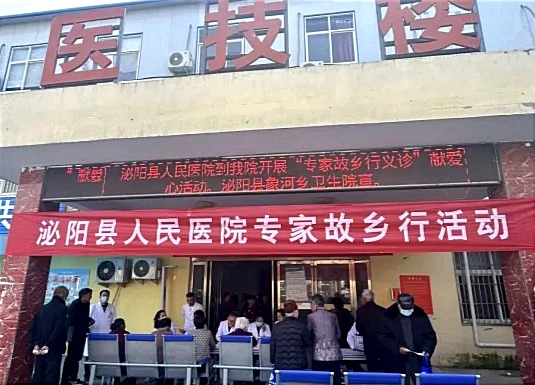 医技楼
"献爱 泌阳县人民医院到我院开展“专家故乡行义诊”献爱
心活动。泌阳县象河乡卫生院宣。
泌阳县人民医院专家故乡行活动